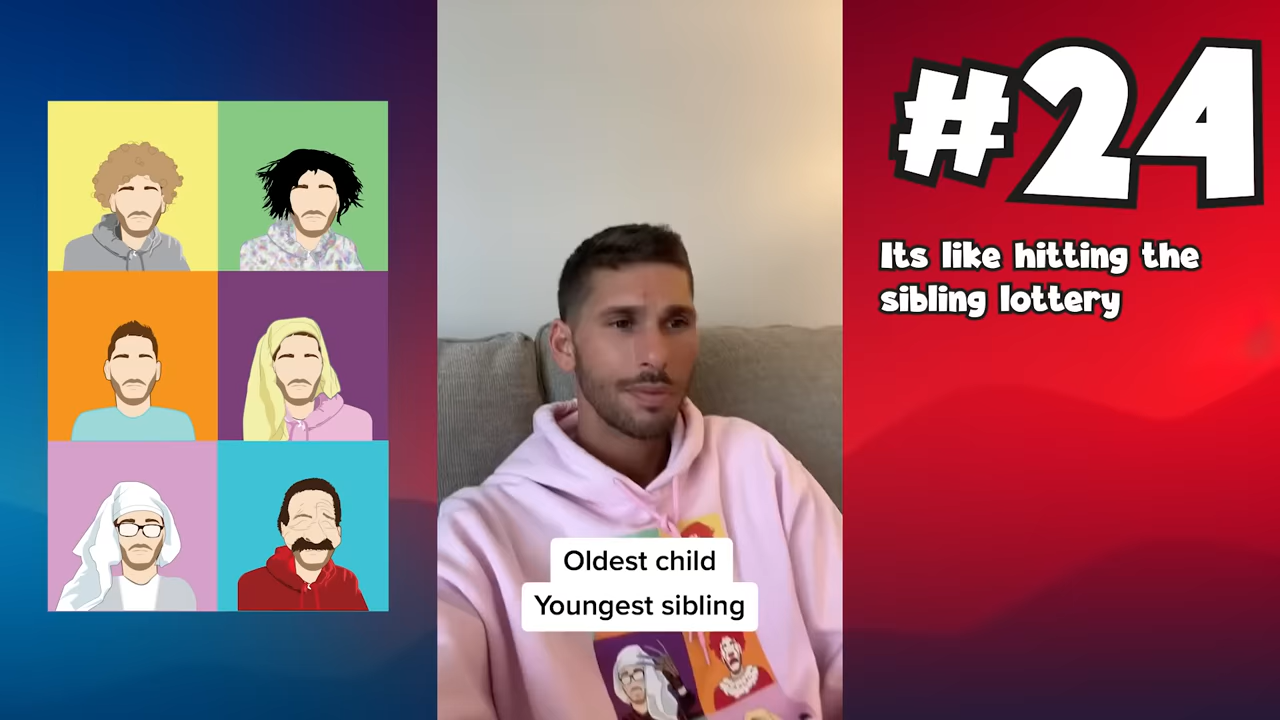 #24
Its like hitting the
sibling lottery
Oldest child
Youngest sibling